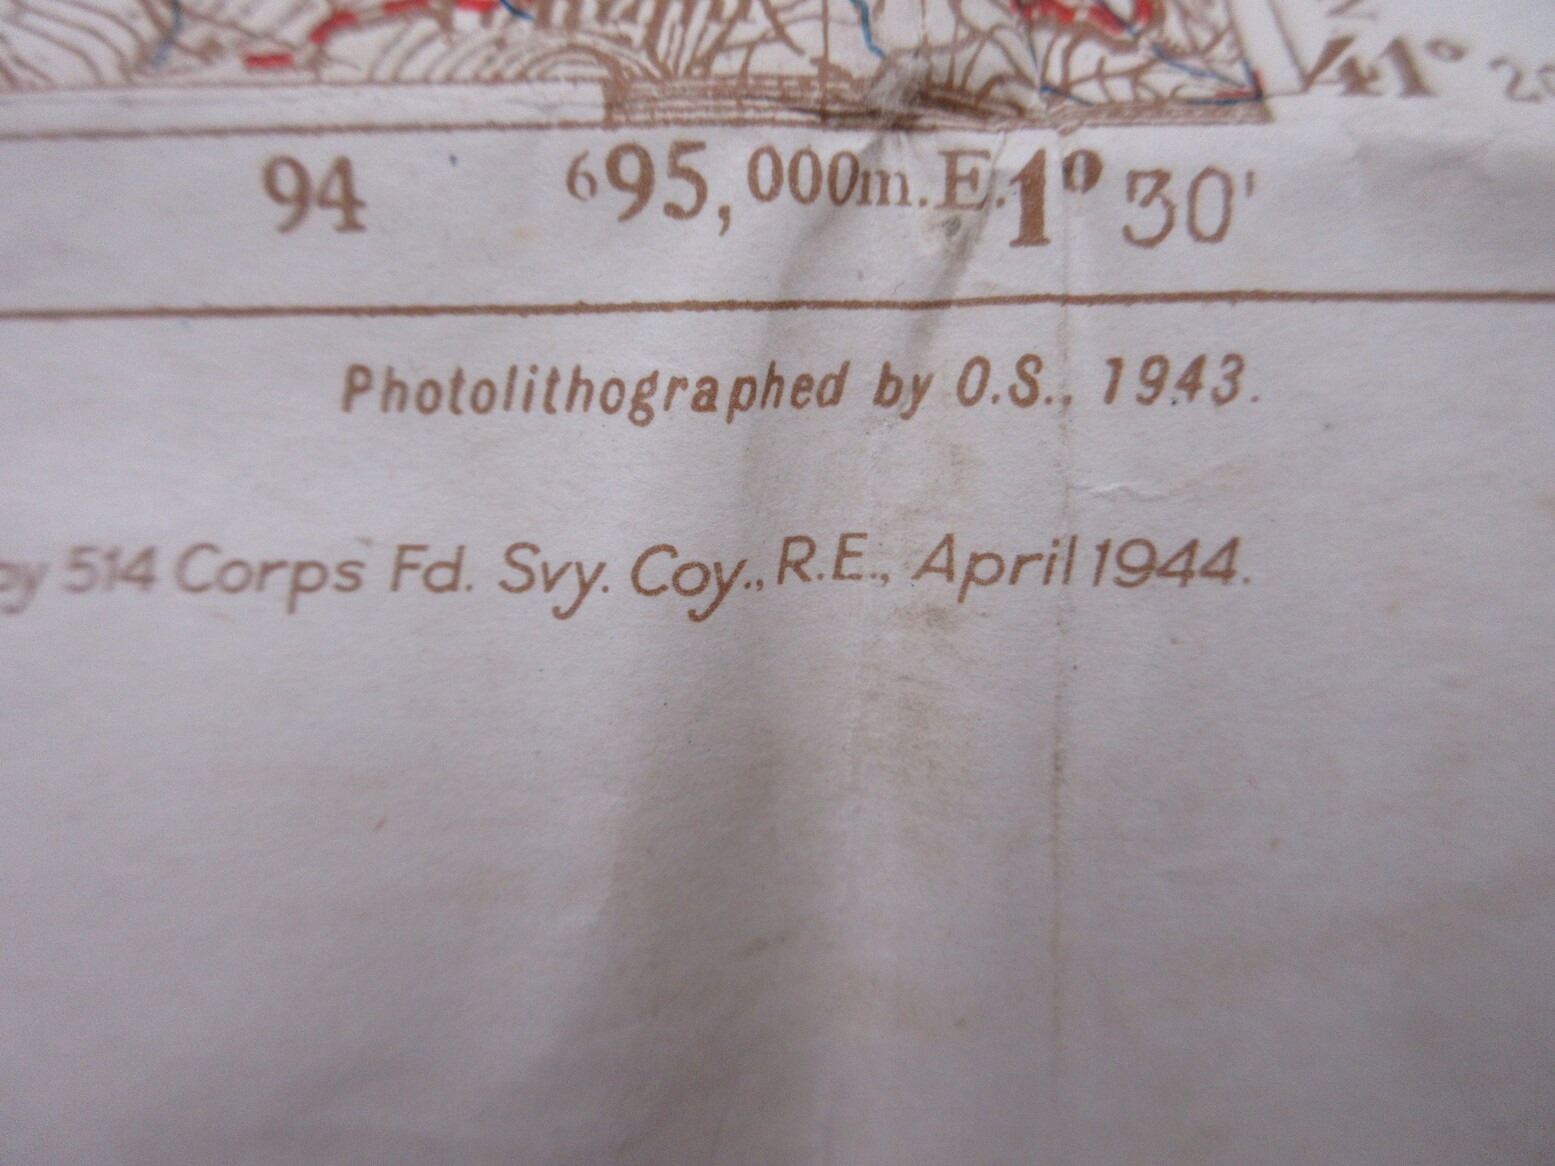 41°
94 ⁶95,000m.E. 1° 30'
Photolithographed by O.S., 1943.
by 514 Corps Fd. Svy. Coy., R.E., April 1944.